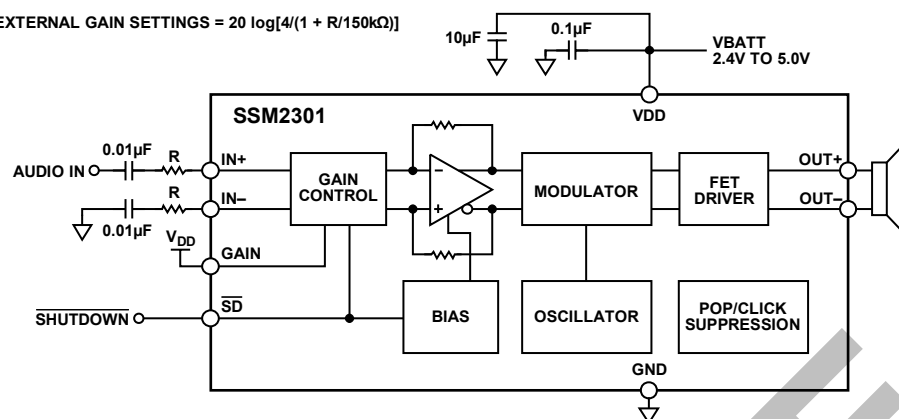 EXTERNAL GAIN SETTINGS = 20 log[4/(1 + R/150kΩ)]
10µF
0.1µF
VBATT
2.4V TO 5.0V
VDD
SSM2301
0.01µF
R
AUDIO IN
IN+
GAIN
CONTROL
–
+
MODULATOR
FET
DRIVER
OUT+
OUT–
R
IN–
0.01µF
VDD
GAIN
SHUTDOWN
SD
BIAS
OSCILLATOR
POP/CLICK
SUPPRESSION
GND